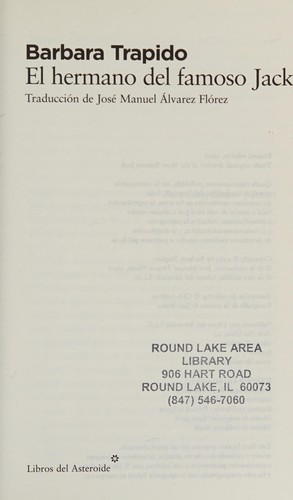 Barbara Trapido
El hermano del famoso Jack
Traducción de José Manuel Álvarez Flórez
ROUND LAKE AREA
LIBRARY
906 HART ROAD
ROUND LAKE, IL 60073
(847) 546-7060
Libros del Asteroide